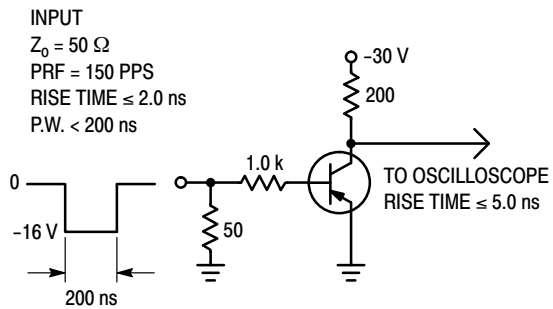 INPUT
Zo = 50 Ω
PRF = 150 PPS
RISE TIME ≤ 2.0 ns
P.W. < 200 ns
0
-16 V
200 ns
1.0 k
50
-30 V
200
TO OSCILLOSCOPE
RISE TIME ≤ 5.0 ns